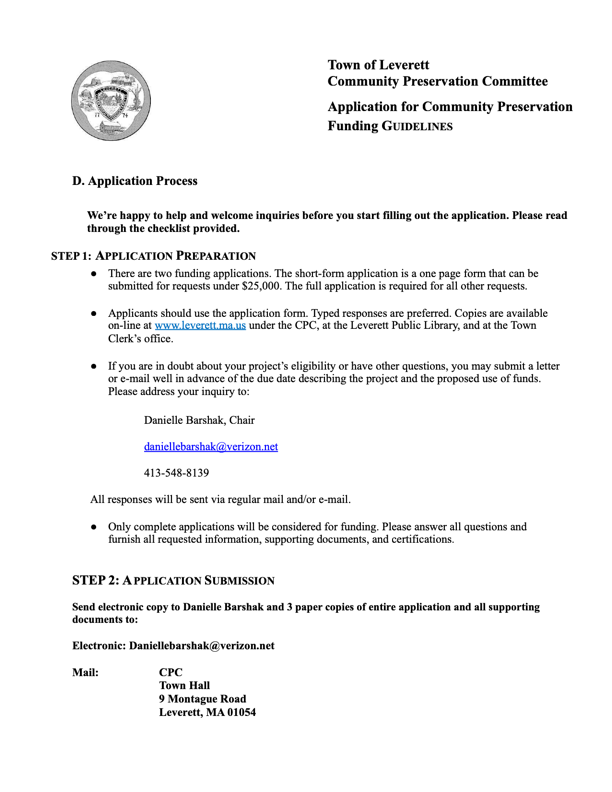 Town of Leverett
Community Preservation Committee
Application for Community Preservation
Funding GUIDELINES
17 74
D. Application Process
We're happy to help and welcome inquiries before you start filling out the application. Please read
through the checklist provided.
STEP 1: APPLICATION PREPARATION
● There are two funding applications. The short-form application is a one page form that can be
submitted for requests under $25,000. The full application is required for all other requests.
● Applicants should use the application form. Typed responses are preferred. Copies are available
on-line at www.leverett.ma.us under the CPC, at the Leverett Public Library, and at the Town
Clerk's office.
● If you are in doubt about your project's eligibility or have other questions, you may submit a letter
or e-mail well in advance of the due date describing the project and the proposed use of funds.
Please address your inquiry to:
Danielle Barshak, Chair
daniellebarshak@verizon.net
413-548-8139
All responses will be sent via regular mail and/or e-mail.
● Only complete applications will be considered for funding. Please answer all questions and
furnish all requested information, supporting documents, and certifications.
STEP 2: APPLICATION SUBMISSION
Send electronic copy to Danielle Barshak and 3 paper copies of entire application and all supporting
documents to:
Electronic: Daniellebarshak@verizon.net
Mail: CPC
Town Hall
9 Montague Road
Leverett, MA 01054